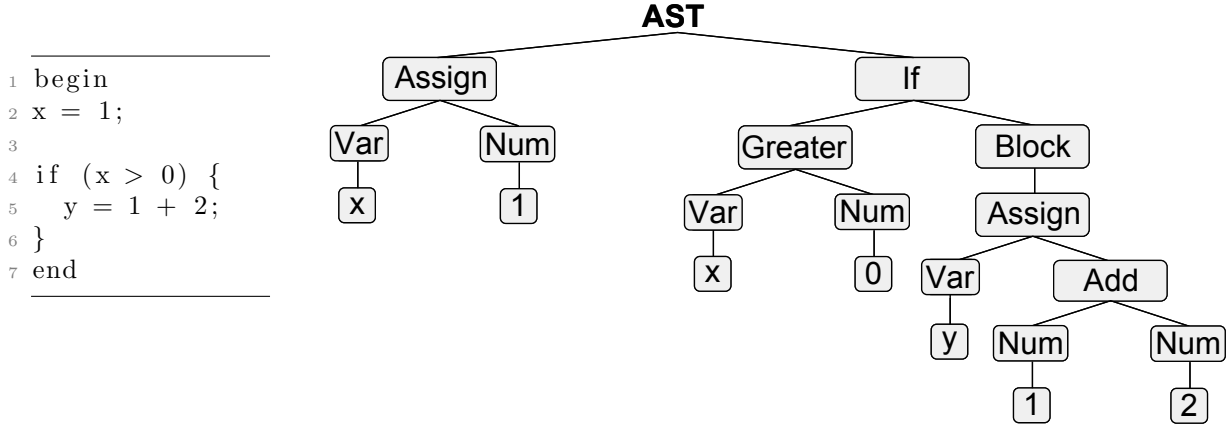 AST
1 begin
2 x = 1;
3
4 if (x > 0) {
5 y = 1 + 2;
6 }
7 end
Assign If
Var Num Greater Block
x 1 Var Num Assign
x 0 Var Add
y Num Num
1 2